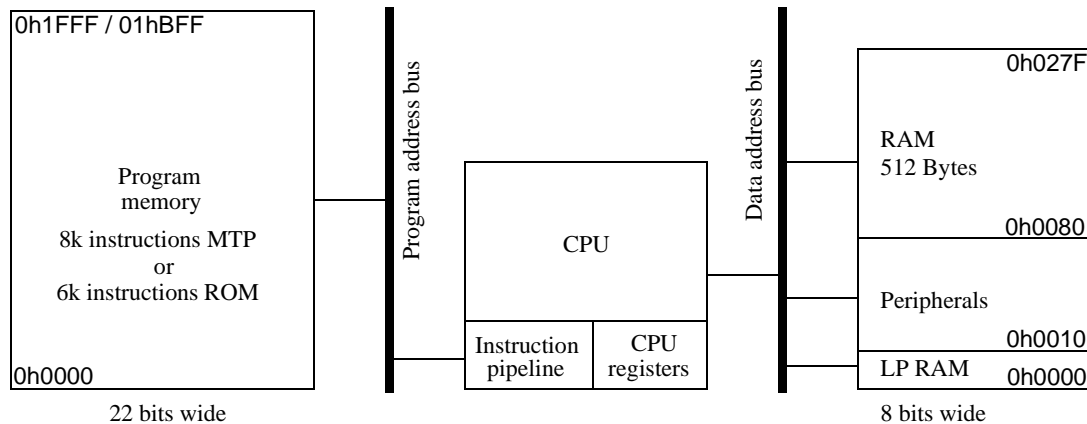 0h1FFF / 01hBFF
Program
memory
8k instructions MTP
or
6k instructions ROM
0h0000
22 bits wide
Program address bus
CPU
Instruction
pipeline
CPU
registers
Data address bus
0h027F
RAM
512 Bytes
0h0080
Peripherals
0h0010
LP RAM
0h0000
8 bits wide